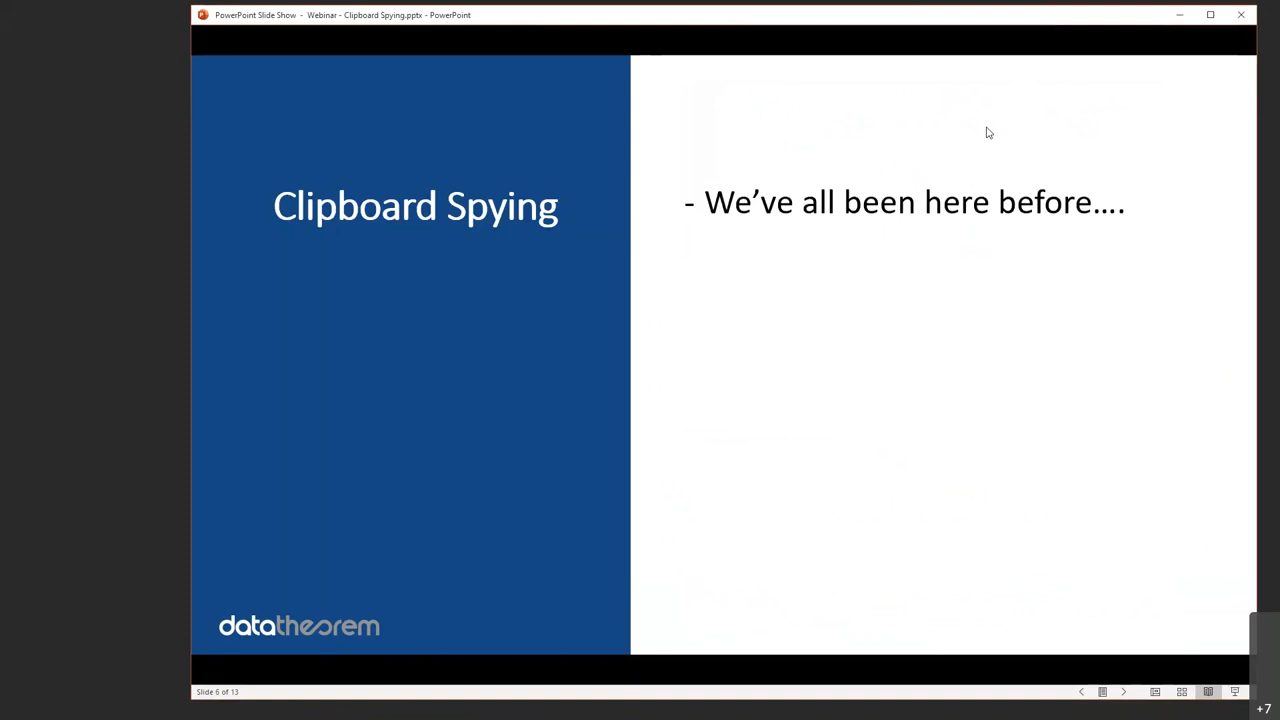 PowerPoint Slide Show - Webinar - Clipboard Spying.pptx - PowerPoint
Clipboard Spying
- We’ve all been here before....
datatheorem
Slide 6 of 13
+7